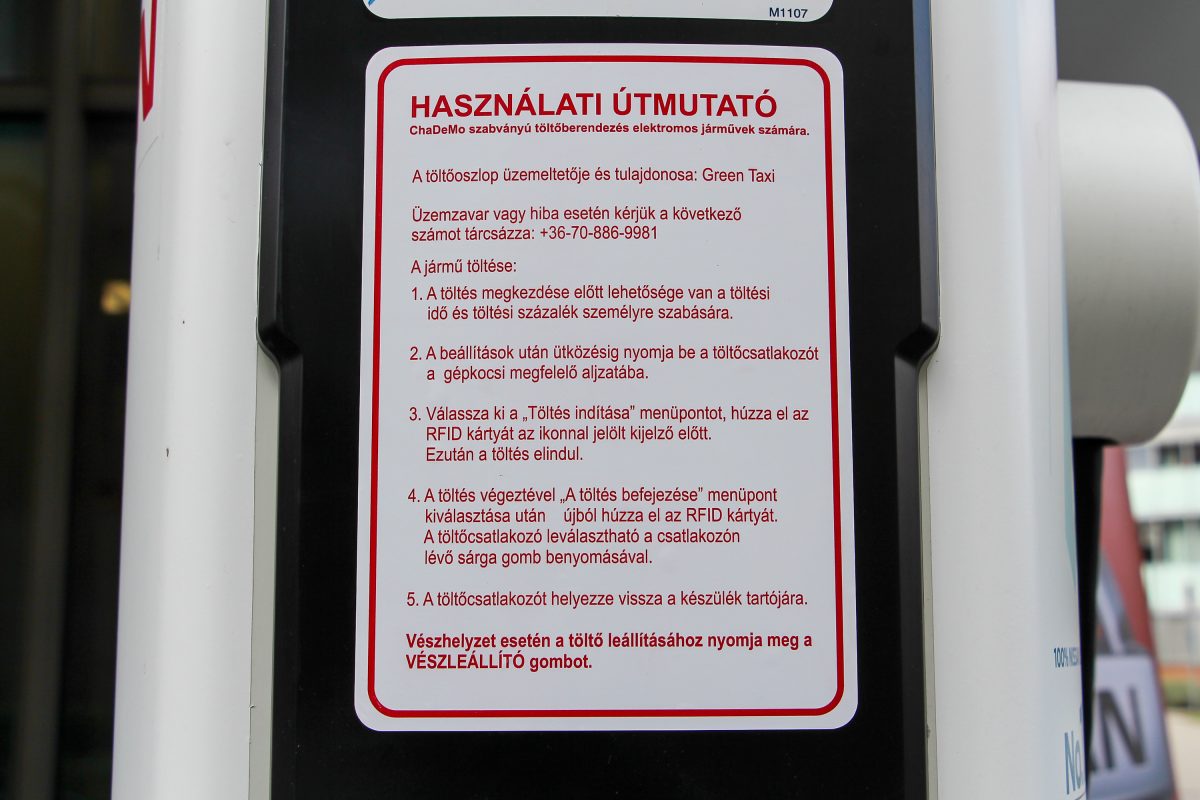 M1107
HASZNÁLATI ÚTMUTATÓ
ChaDeMo szabványú töltőberendezés elektromos járművek számára.
A töltőoszlop üzemeltetője és tulajdonosa: Green Taxi
Üzemzavar vagy hiba esetén kérjük a következő
számot tárcsázza: +36-70-886-9981
A jármű töltése:
1. A töltés megkezdése előtt lehetősége van a töltési
idő és töltési százalék személyre szabására.
2. A beállítások után ütközésig nyomja be a töltőcsatlakozót
a gépkocsi megfelelő aljzatába.
3. Válassza ki a „Töltés indítása” menüpontot, húzza el az
RFID kártyát az ikonnal jelölt kijelző előtt.
Ezután a töltés elindul.
4. A töltés végeztével „A töltés befejezése” menüpont
kiválasztása után újból húzza el az RFID kártyát.
A töltőcsatlakozó leválasztható a csatlakozón
lévő sárga gomb benyomásával.
5. A töltőcsatlakozót helyezze vissza a készülék tartójára.
Vészhelyzet esetén a töltő leállításához nyomja meg a
VÉSZLEÁLLÍTÓ gombot.
100%